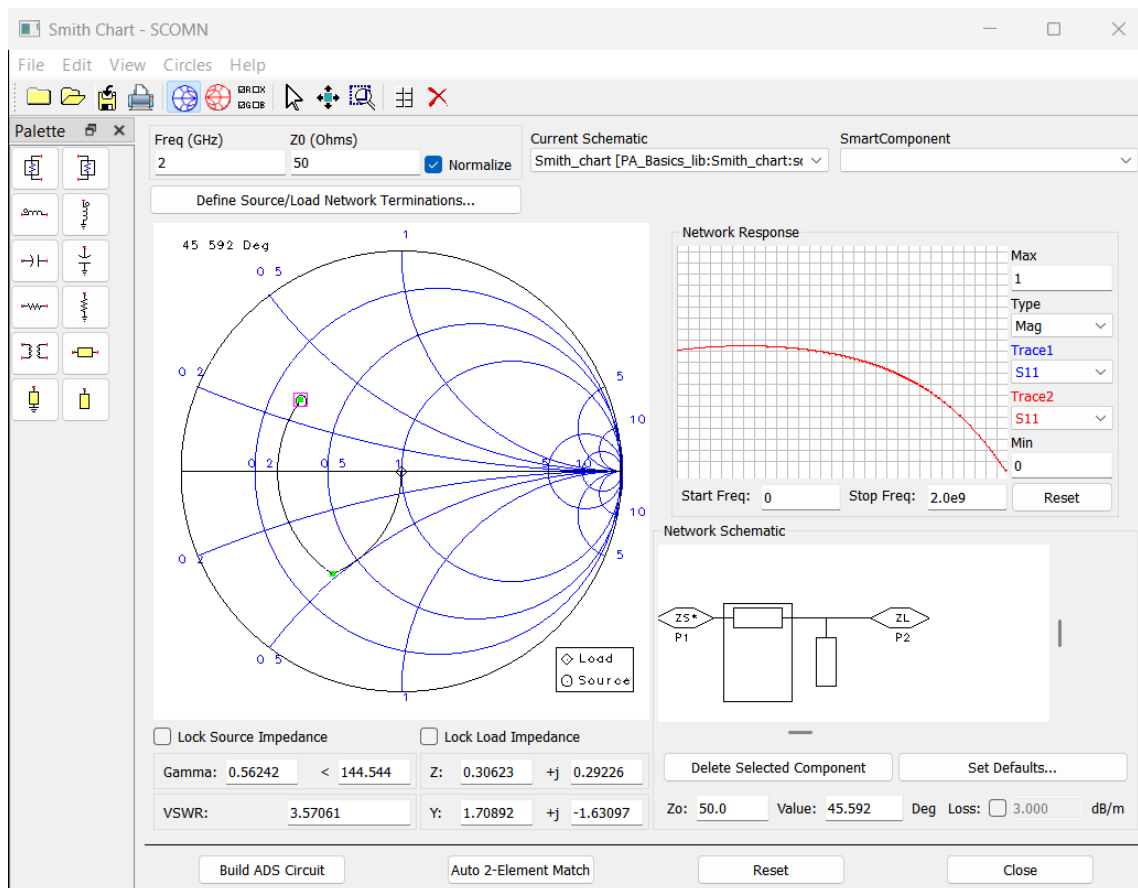 Smith Chart - SCOMN
File Edit View Circles Help
Palette
Freq (GHz) Z0 (Ohms)
2 50 Normalize
Current Schematic
Smith_chart [PA_Basics_lib:Smith_chart:sc
SmartComponent
Define Source/Load Network Terminations...
45 592 Deg
1
0 5
0 2
5
10
0 2 0 5 1 5 10
10
0 2
5
0 5
1
Load
Source
Network Response
Max
1
Type
Mag
Trace1
S11
Trace2
S11
Min
0
Start Freq: 0 Stop Freq: 2.0e9 Reset
Network Schematic
ZS* ZL
P1 P2
Lock Source Impedance Lock Load Impedance
Gamma: 0.56242 < 144.544 Z: 0.30623 +j 0.29226
VSWR: 3.57061 Y: 1.70892 +j -1.63097
Delete Selected Component Set Defaults...
Zo: 50.0 Value: 45.592 Deg Loss: 3.000 dB/m
Build ADS Circuit Auto 2-Element Match Reset Close